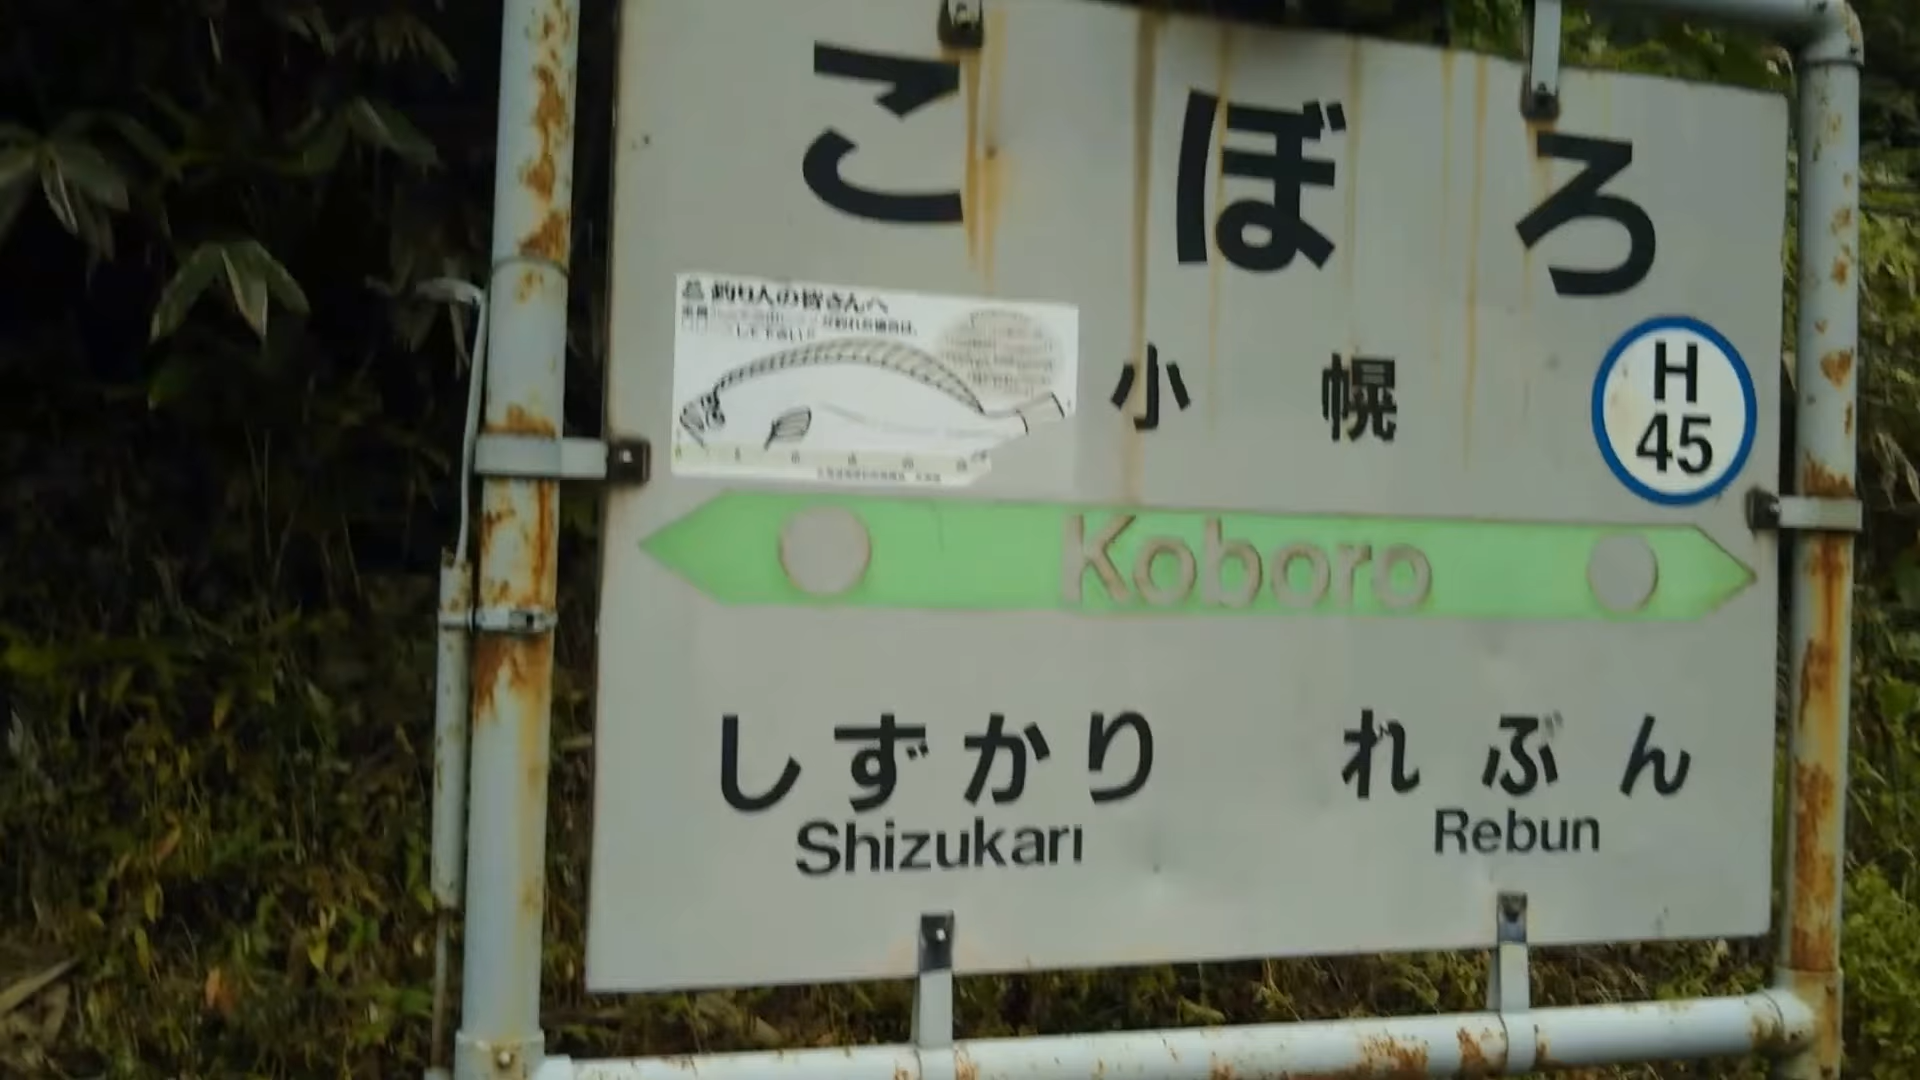 こぼろ
釣り人の皆さんへ
小幌
H
45
Koboro
しずかり
れぶん
Shizukari
Rebun